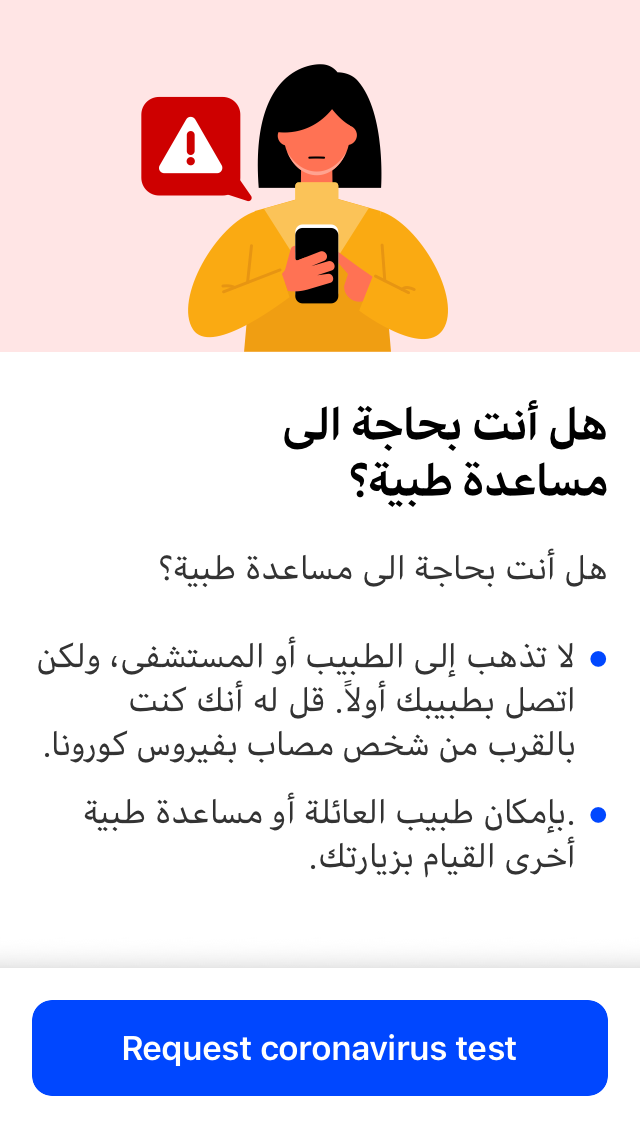 هل أنت بحاجة الى
مساعدة طبية؟
هل أنت بحاجة الى مساعدة طبية؟
لا تذهب إلى الطبيب أو المستشفى، ولكن
اتصل بطبيبك أولاً. قل له أنك كنت
بالقرب من شخص مصاب بفيروس كورونا.
.بإمكان طبيب العائلة أو مساعدة طبية
أخرى القيام بزيارتك.
Request coronavirus test